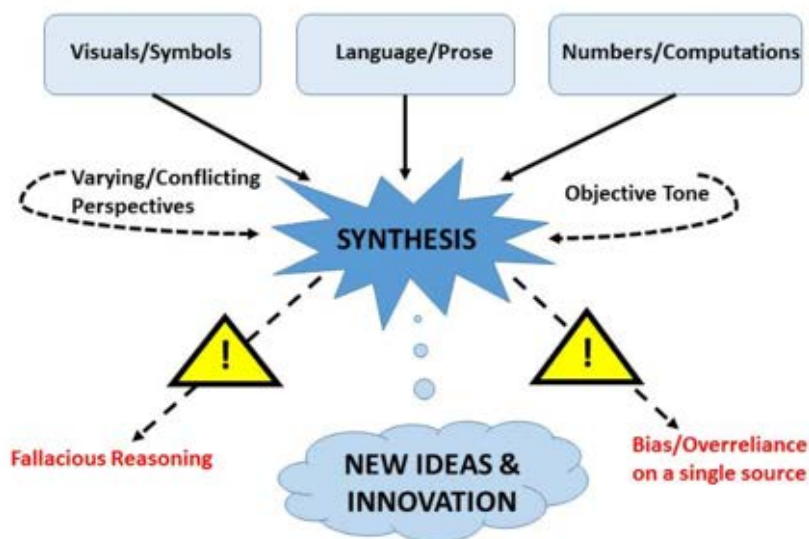 Visuals/Symbols
Language/Prose
Numbers/Computations
Varying/Conflicting
Perspectives
Objective Tone
SYNTHESIS
!
!
Fallacious Reasoning
Bias/Overreliance
on a single source
NEW IDEAS &
INNOVATION